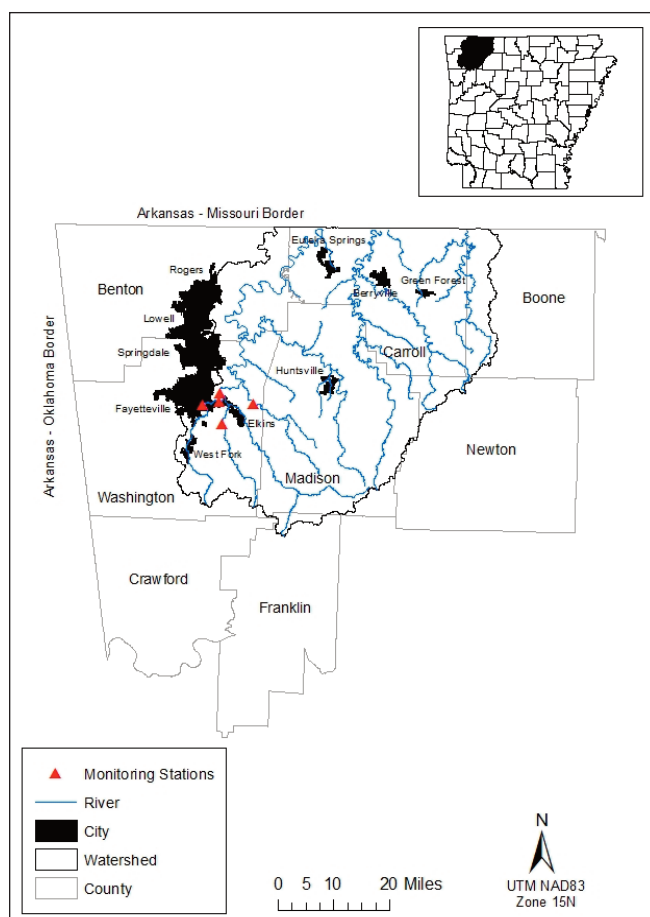 Arkansas - Missouri Border
Eureka Springs
Rogers
Benton
Green Forest
Berryville
Boone
Lowell
Springdale
Carroll
Huntsville
Arkansas - Oklahoma Border
Fayetteville
Elkins
West Fork
Newton
Madison
Washington
Crawford
Franklin
Monitoring Stations
River
City
Watershed
County
0 5 10 20 Miles
N
UTM NAD83
Zone 15N